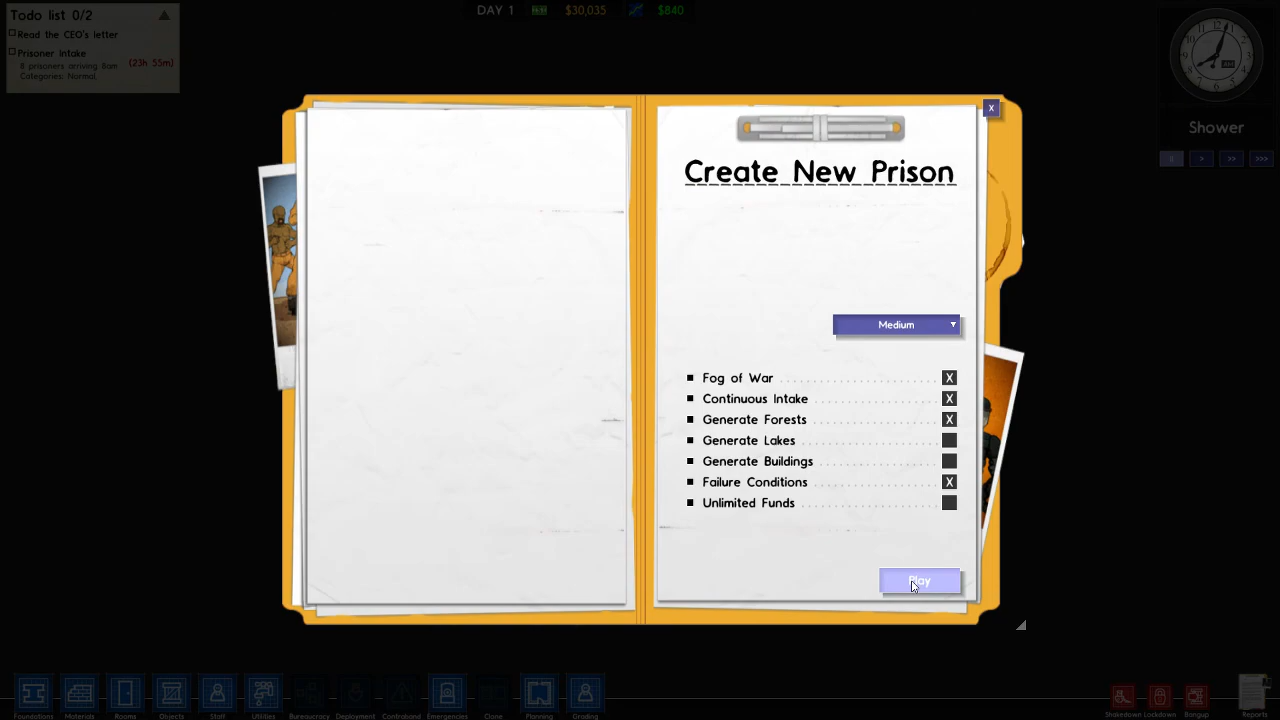 Todo list 0/2
Read the CEO's letter
Prisoner Intake
8 prisoners arriving 8am
(23h 55m)
Categories: Normal,
DAY 1
$30,035
$840
AM
Shower
X
Create New Prison
Medium
Fog of War X
Continuous Intake X
Generate Forests X
Generate Lakes
Generate Buildings
Failure Conditions X
Unlimited Funds
Play
Foundations
Materials
Rooms
Objects
Staff
Utilities
Bureaucracy
Deployment
Contraband
Emergencies
Clone
Planning
Grading
Shakedown
Lockdown
Bangup
Reports